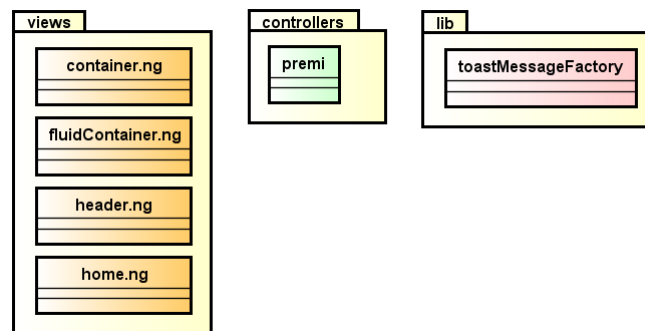 views
container.ng
fluidContainer.ng
header.ng
home.ng
controllers
premi
lib
toastMessageFactory